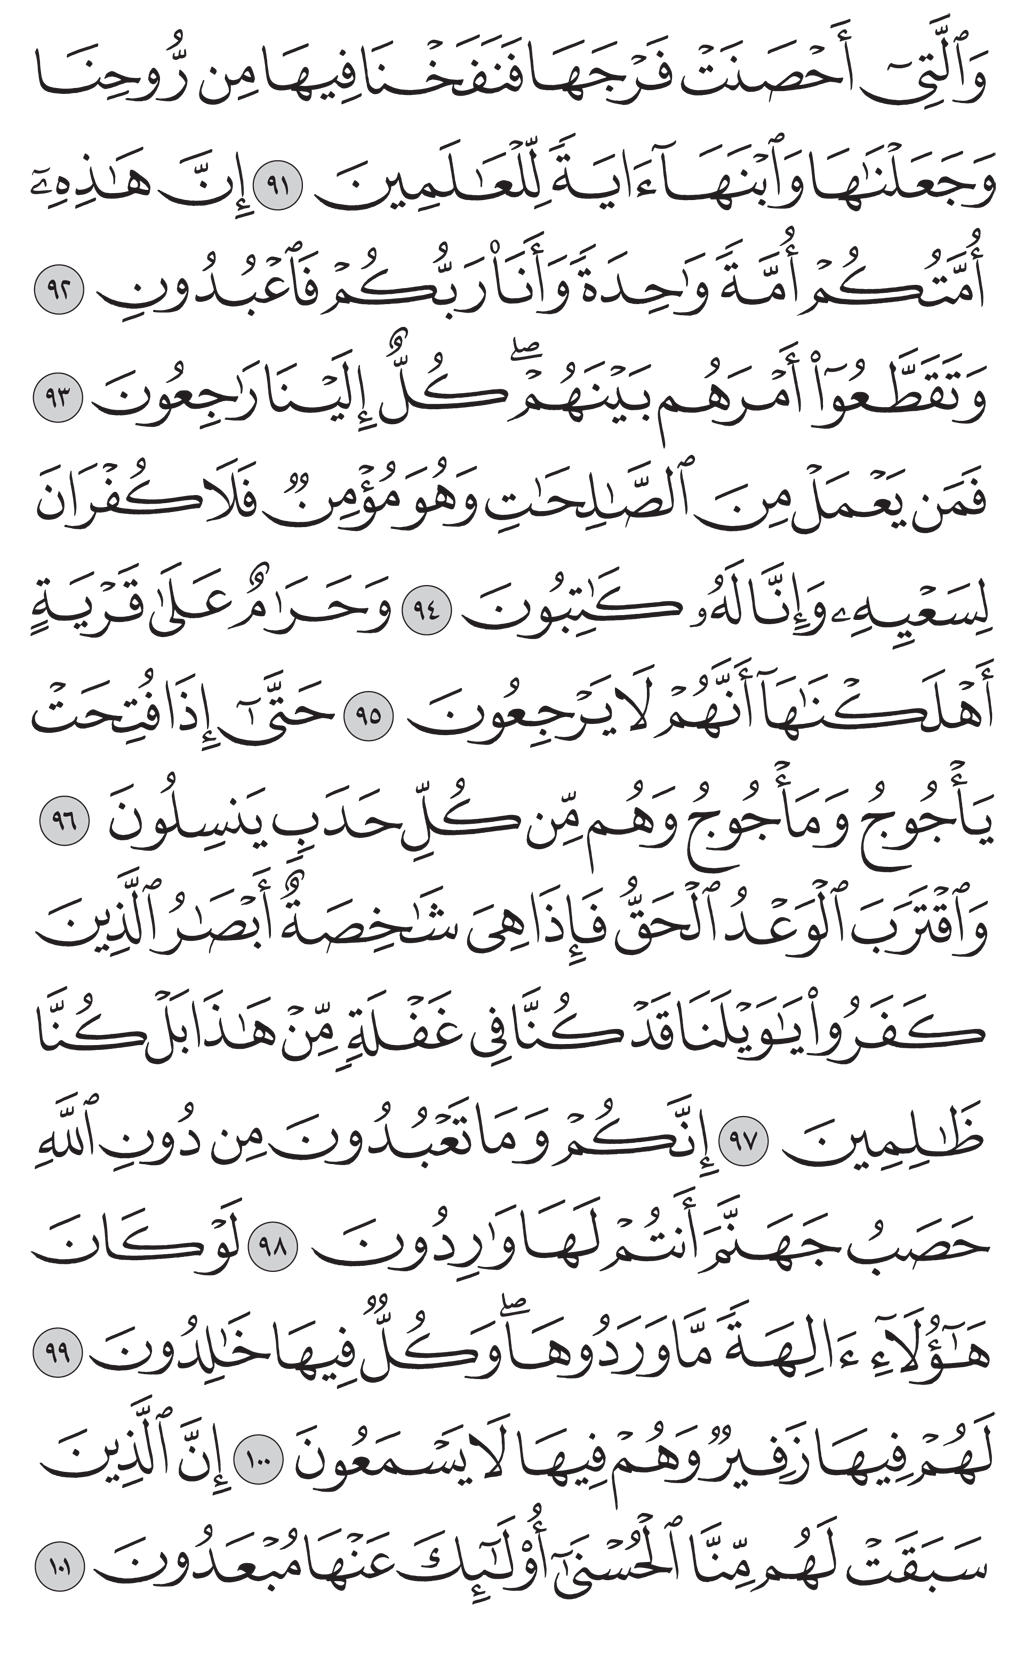 وَٱلَّتِىٓ أَحْصَنَتْ فَرْجَهَا فَنَفَخْنَا فِيهَا مِن رُّوحِنَا
وَجَعَلْنَٰهَا وَٱبْنَهَآ ءَايَةً لِّلْعَٰلَمِينَ ٩١ إِنَّ هَٰذِهِۦٓ
أُمَّتُكُمْ أُمَّةً وَٰحِدَةً وَأَنَا۠ رَبُّكُمْ فَٱعْبُدُونِ ٩٢
وَتَقَطَّعُوٓا۟ أَمْرَهُم بَيْنَهُمْ ۖ كُلٌّ إِلَيْنَا رَٰجِعُونَ ٩٣
فَمَن يَعْمَلْ مِنَ ٱلصَّٰلِحَٰتِ وَهُوَ مُؤْمِنٌ فَلَا كُفْرَانَ
لِسَعْيِهِۦ وَإِنَّا لَهُۥ كَٰتِبُونَ ٩٤ وَحَرَٰمٌ عَلَىٰ قَرْيَةٍ
أَهْلَكْنَٰهَآ أَنَّهُمْ لَا يَرْجِعُونَ ٩٥ حَتَّىٰٓ إِذَا فُتِحَتْ
يَأْجُوجُ وَمَأْجُوجُ وَهُم مِّن كُلِّ حَدَبٍ يَنسِلُونَ ٩٦
وَٱقْتَرَبَ ٱلْوَعْدُ ٱلْحَقُّ فَإِذَا هِىَ شَٰخِصَةٌ أَبْصَٰرُ ٱلَّذِينَ
كَفَرُوا۟ يَٰوَيْلَنَا قَدْ كُنَّا فِى غَفْلَةٍ مِّنْ هَٰذَا بَلْ كُنَّا
ظَٰلِمِينَ ٩٧ إِنَّكُمْ وَمَا تَعْبُدُونَ مِن دُونِ ٱللَّهِ
حَصَبُ جَهَنَّمَ أَنتُمْ لَهَا وَٰرِدُونَ ٩٨ لَوْ كَانَ
هَٰٓؤُلَآءِ ءَالِهَةً مَّا وَرَدُوهَا ۖ وَكُلٌّ فِيهَا خَٰلِدُونَ ٩٩
لَهُمْ فِيهَا زَفِيرٌ وَهُمْ فِيهَا لَا يَسْمَعُونَ ١٠٠ إِنَّ ٱلَّذِينَ
سَبَقَتْ لَهُم مِّنَّا ٱلْحُسْنَىٰٓ أُو۟لَٰٓئِكَ عَنْهَا مُبْعَدُونَ ١٠١